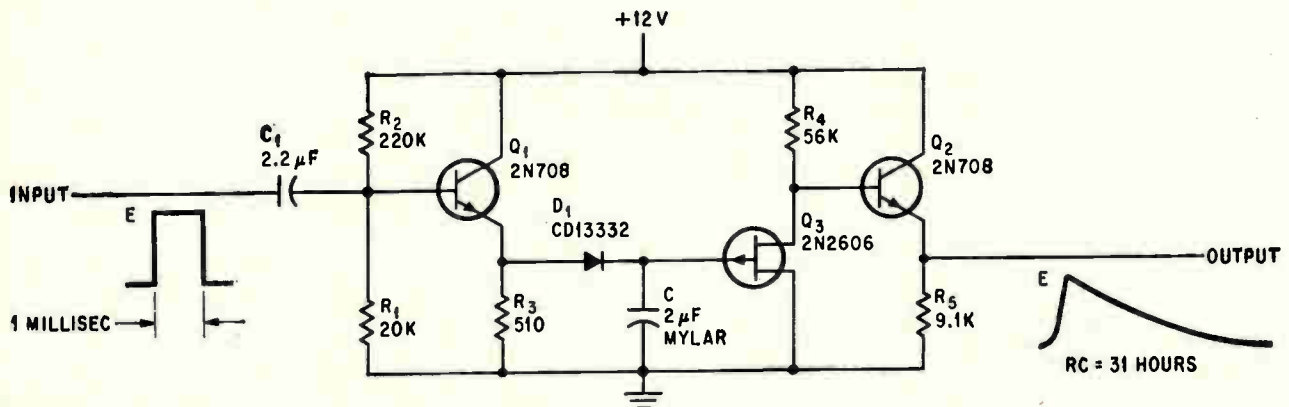 +12V
R2
220K
C1
2.2 µF
Q1
2N708
R4
56K
Q2
2N708
INPUT
E
D1
CD13332
Q3
2N2606
OUTPUT
E
1 MILLISEC
R1
20K
R3
510
C
2 µF
MYLAR
R5
9.1K
RC = 31 HOURS